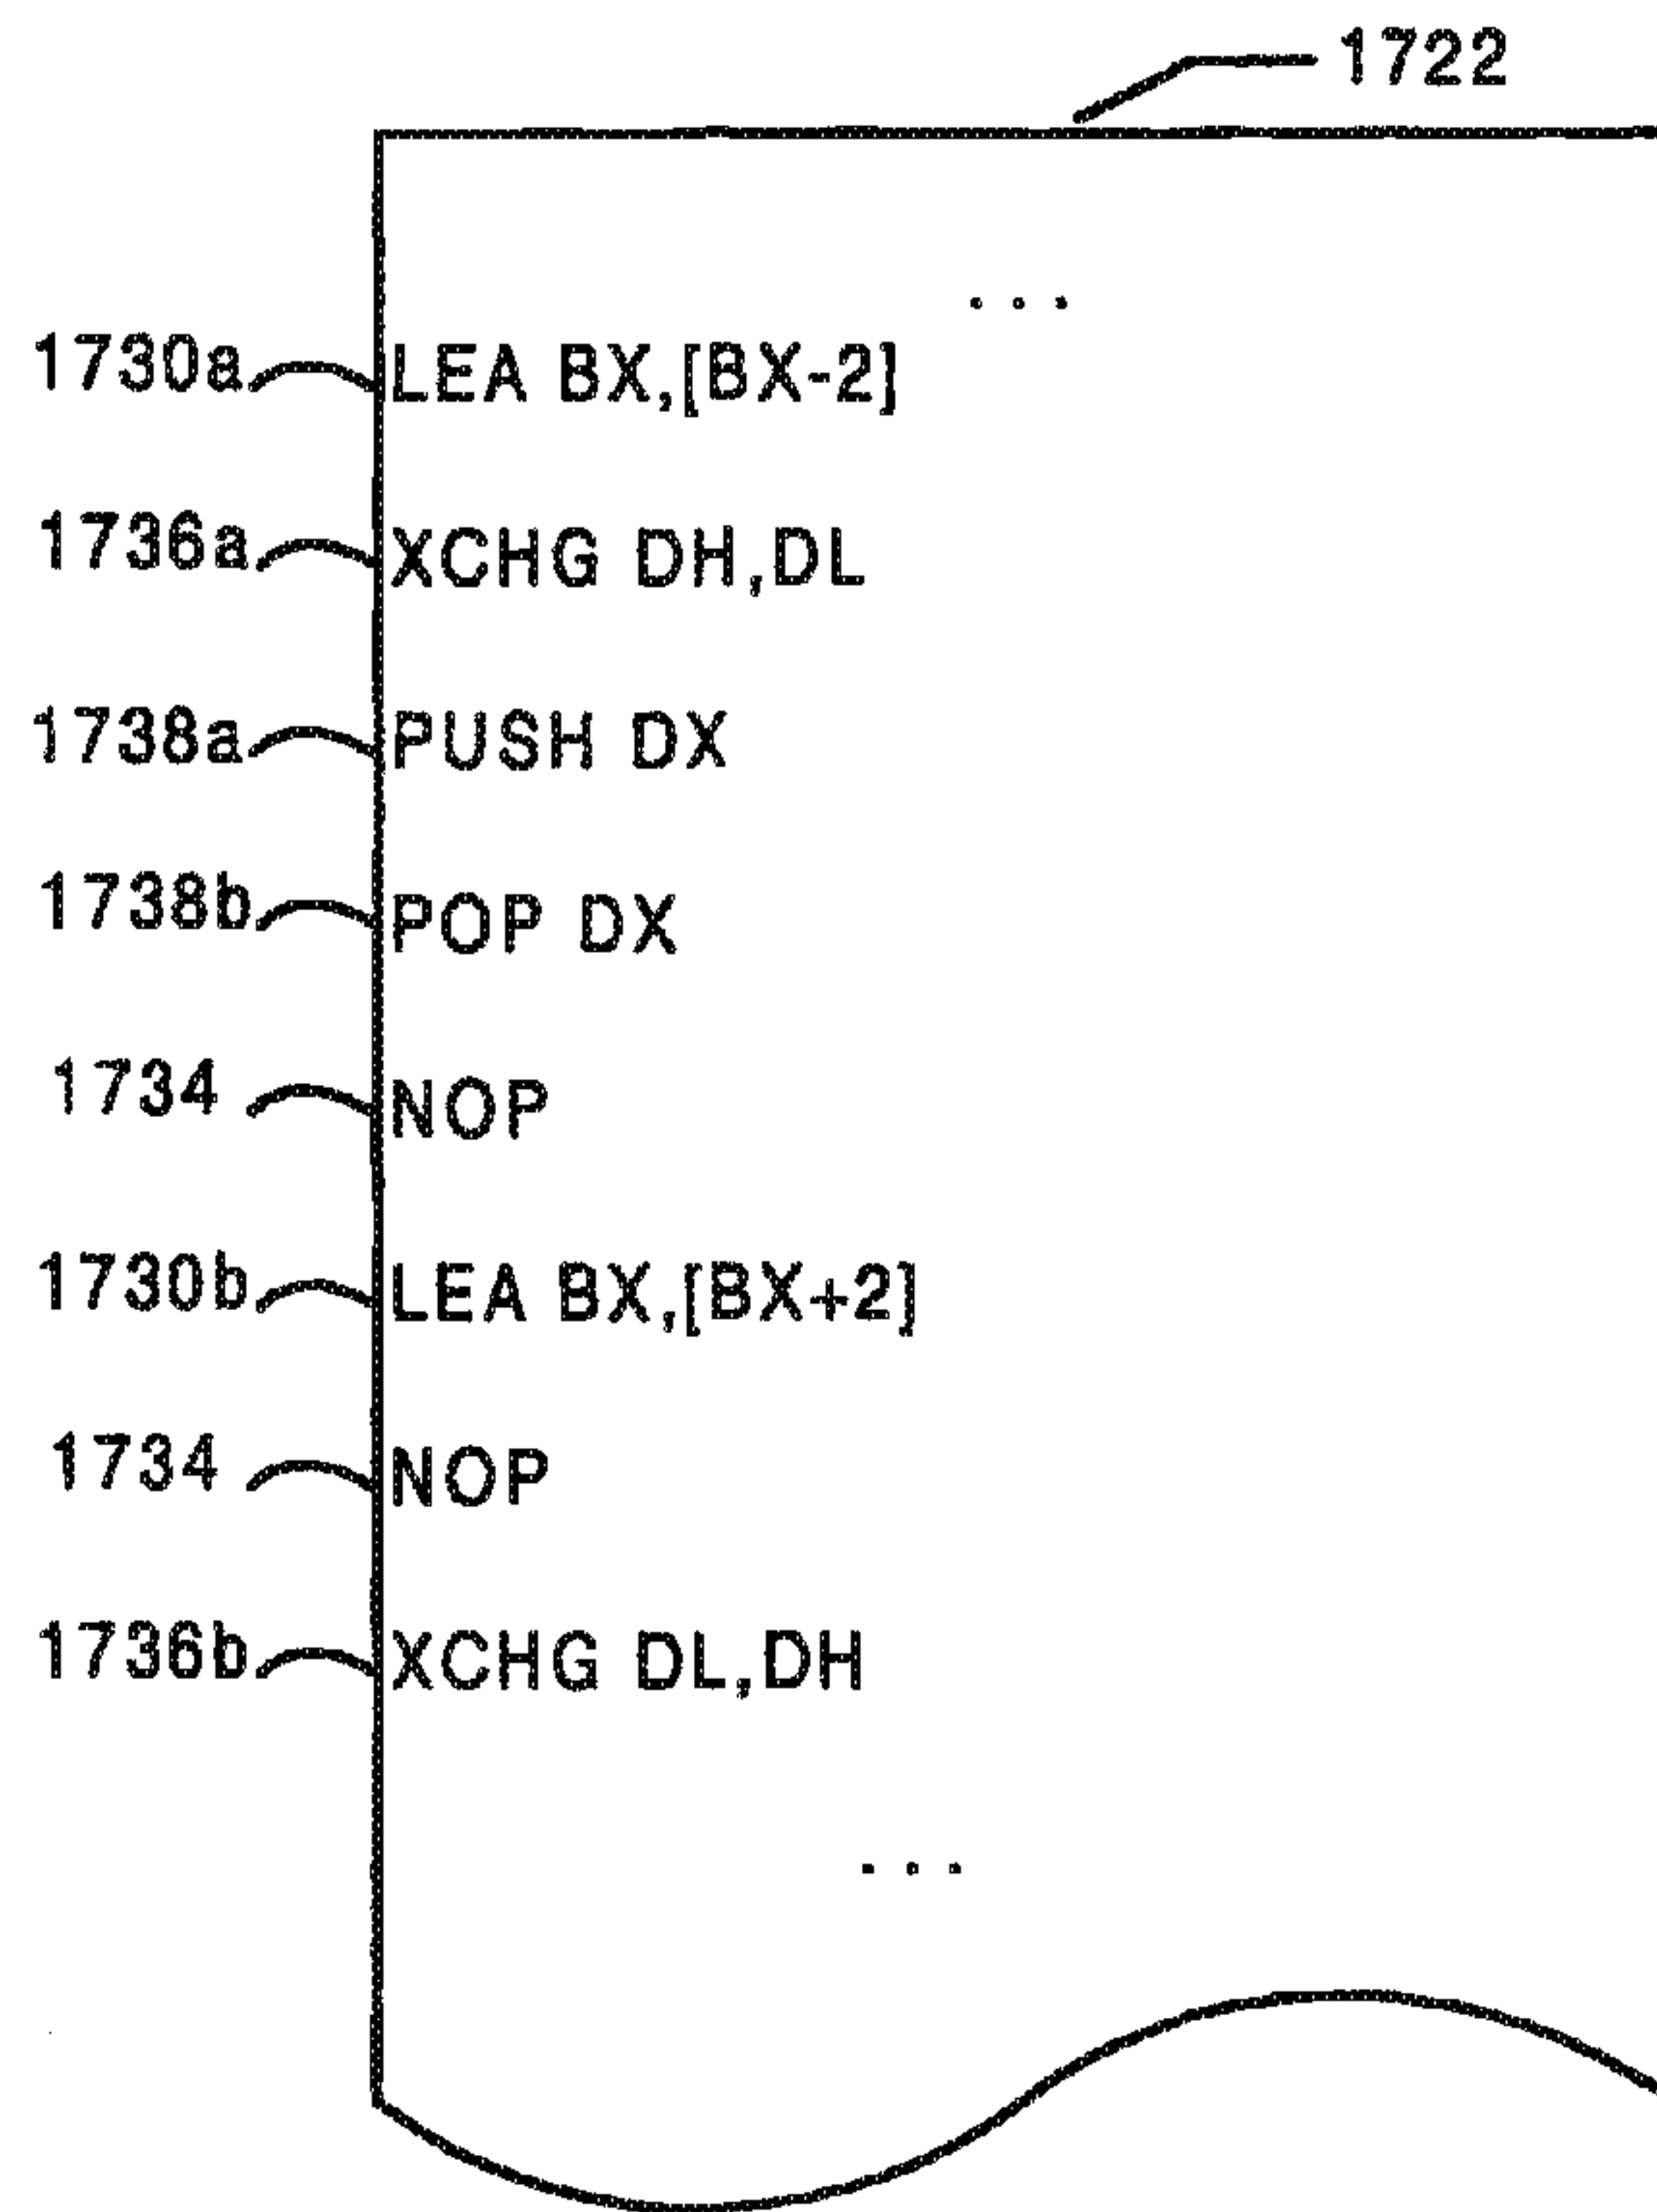 1722
...
1730a LEA BX,[BX-2]
1736a XCHG DH,DL
1738a PUSH DX
1738b POP DX
1734 NOP
1730b LEA BX,[BX+2]
1734 NOP
1736b XCHG DL,DH
...